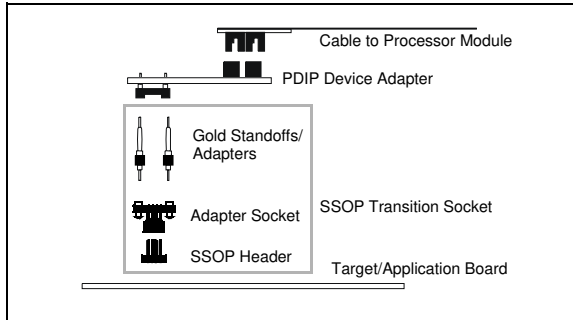 Cable to Processor Module
PDIP Device Adapter
Gold Standoffs/
Adapters
Adapter Socket
SSOP Transition Socket
SSOP Header
Target/Application Board